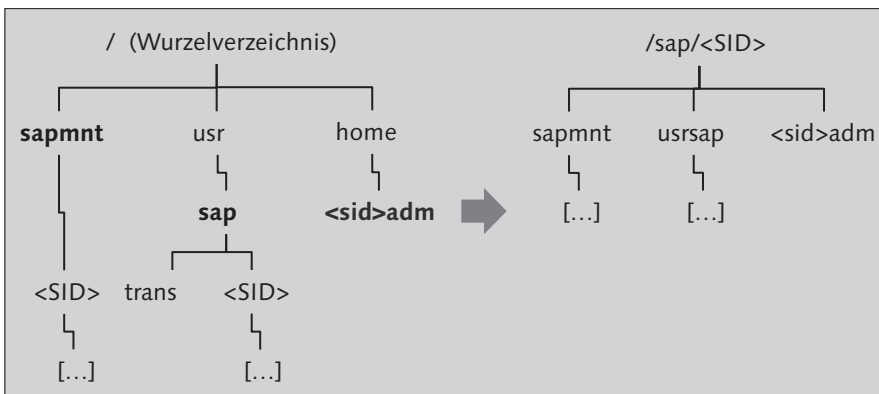 / (Wurzelverzeichnis)
/sap/<SID>
sapmnt
usr
home
sapmnt
usrsap
<sid>adm
sap
<sid>adm
[...]
[...]
<SID>
trans
<SID>
[...]
[...]